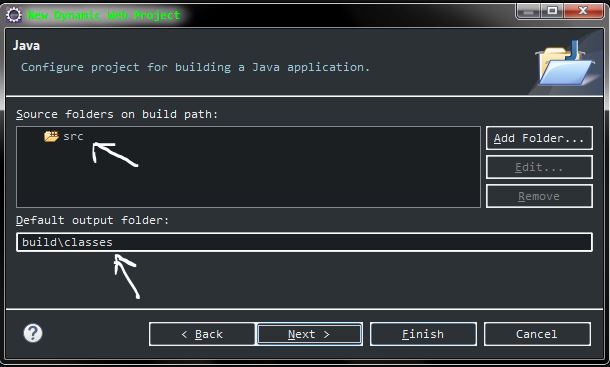 New Dynamic Web Project
Java
Configure project for building a Java application.
Source folders on build path:
src
Add Folder...
Edit...
Remove
Default output folder:
build\classes
?
< Back
Next >
Finish
Cancel